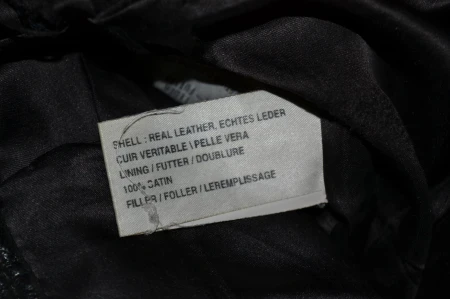 SHELL : REAL LEATHER, ECHTES LEDER
CUIR VERITABLE \ PELLE VERA
LINING / FUTTER / DOUBLURE
100% SATIN
FILLER / FOLLER / LEREMPLISSAGE